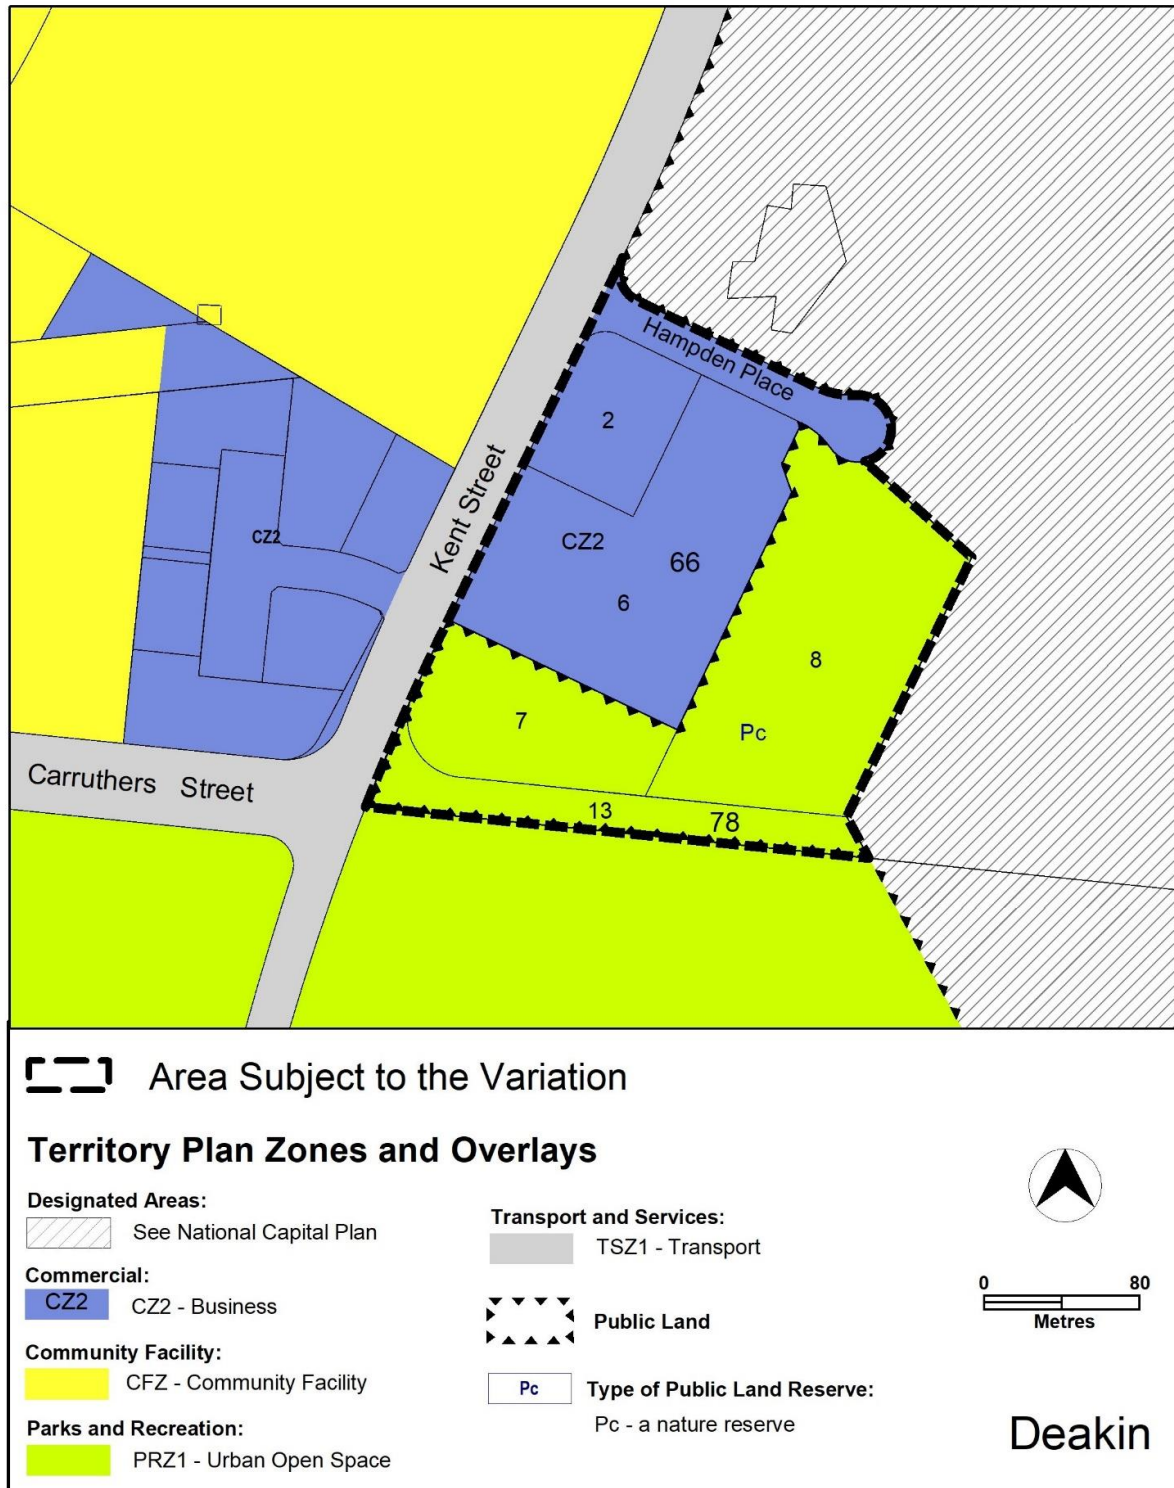 Hampden Place
2
Kent Street
CZ2
CZ2
66
6
8
7
Pc
Carruthers Street
13
78
Area Subject to the Variation
Territory Plan Zones and Overlays
Designated Areas:
See National Capital Plan
Commercial:
CZ2
CZ2 - Business
Community Facility:
CFZ - Community Facility
Parks and Recreation:
PRZ1 - Urban Open Space
Transport and Services:
TSZ1 - Transport
Public Land
Pc
Type of Public Land Reserve:
Pc - a nature reserve
0 80
Metres
Deakin